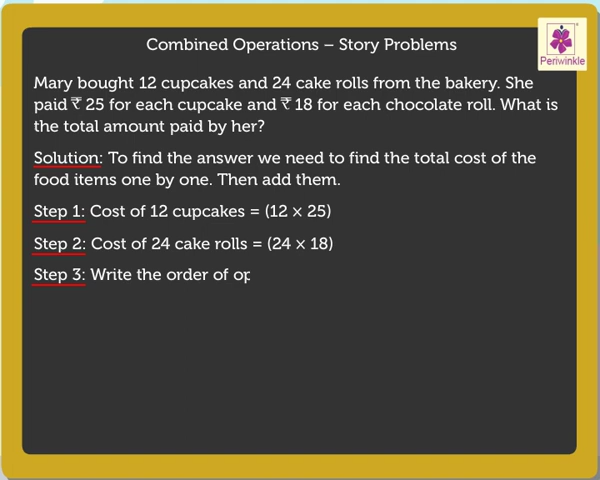 Combined Operations – Story Problems
Periwinkle
Mary bought 12 cupcakes and 24 cake rolls from the bakery. She
paid ₹ 25 for each cupcake and ₹ 18 for each chocolate roll. What is
the total amount paid by her?
Solution: To find the answer we need to find the total cost of the
food items one by one. Then add them.
Step 1: Cost of 12 cupcakes = (12 × 25)
Step 2: Cost of 24 cake rolls = (24 × 18)
Step 3: Write the order of op